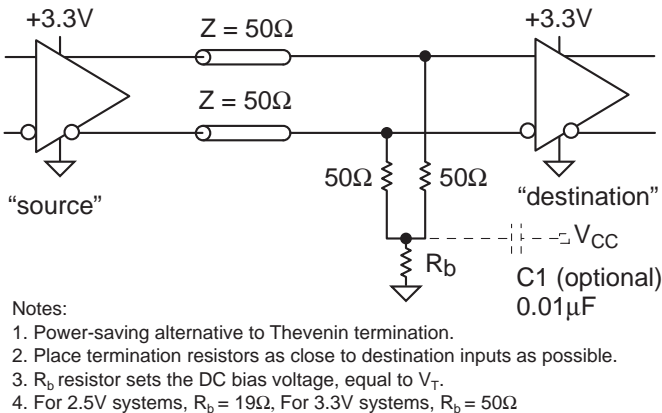 +3.3V
+3.3V
Z = 50Ω
Z = 50Ω
50Ω
50Ω
"source"
"destination"
Rb
VCC
C1 (optional)
0.01μF
Notes:
1. Power-saving alternative to Thevenin termination.
2. Place termination resistors as close to destination inputs as possible.
3. Rb resistor sets the DC bias voltage, equal to VT.
4. For 2.5V systems, Rb = 19Ω, For 3.3V systems, Rb = 50Ω